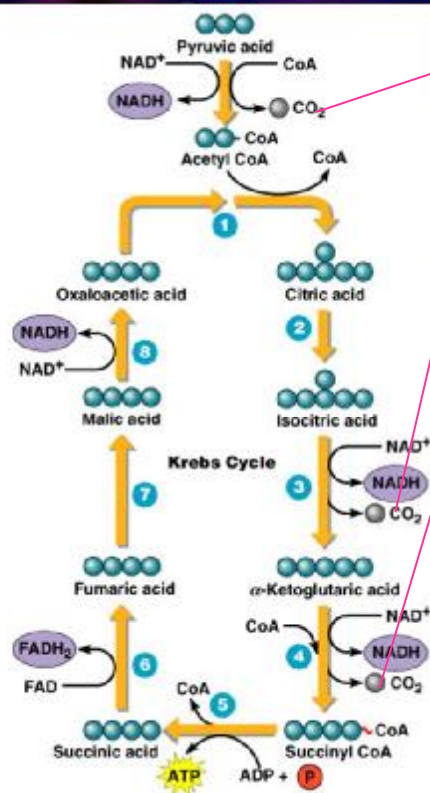 Pyruvic acid
NAD⁺ CoA
NADH CO₂
CoA
Acetyl CoA CoA
1
Oxaloacetic acid Citric acid
NADH 8 2
NAD⁺
Malic acid Isocitric acid
Krebs Cycle NAD⁺
7 3 NADH
CO₂
Fumaric acid α-Ketoglutaric acid
FADH₂ 6 CoA 4 NAD⁺
NADH
FAD CO₂
CoA 5
Succinic acid Succinyl CoA CoA
ATP ADP + P